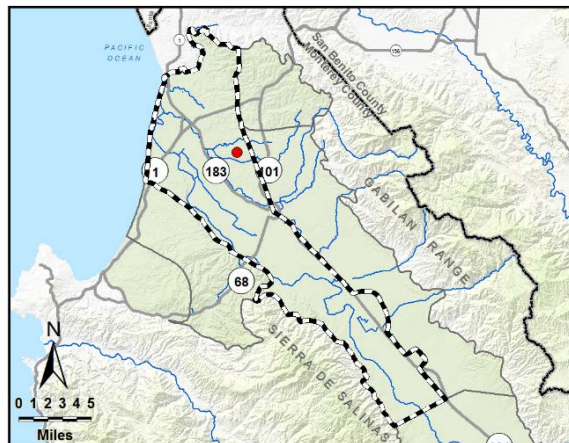 1
156
PACIFIC
OCEAN
San Benito County
Monterey County
1
183
101
GABILAN RANGE
68
SIERRA DE SALINAS
N
0 1 2 3 4 5
Miles